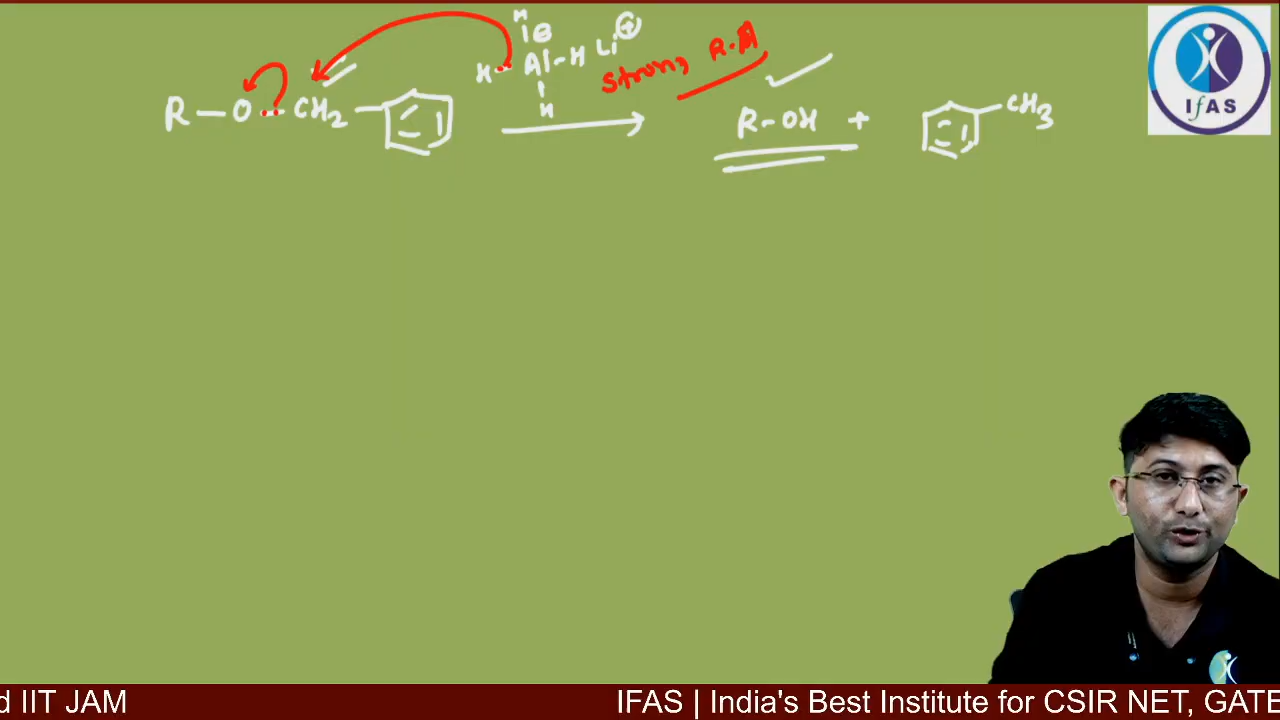 H
⊖
H - Al - H Li⊕
H
strong R.A
R - O - CH2 -
R - OH +
CH3
IfAS
d IIT JAM IFAS | India's Best Institute for CSIR NET, GATE